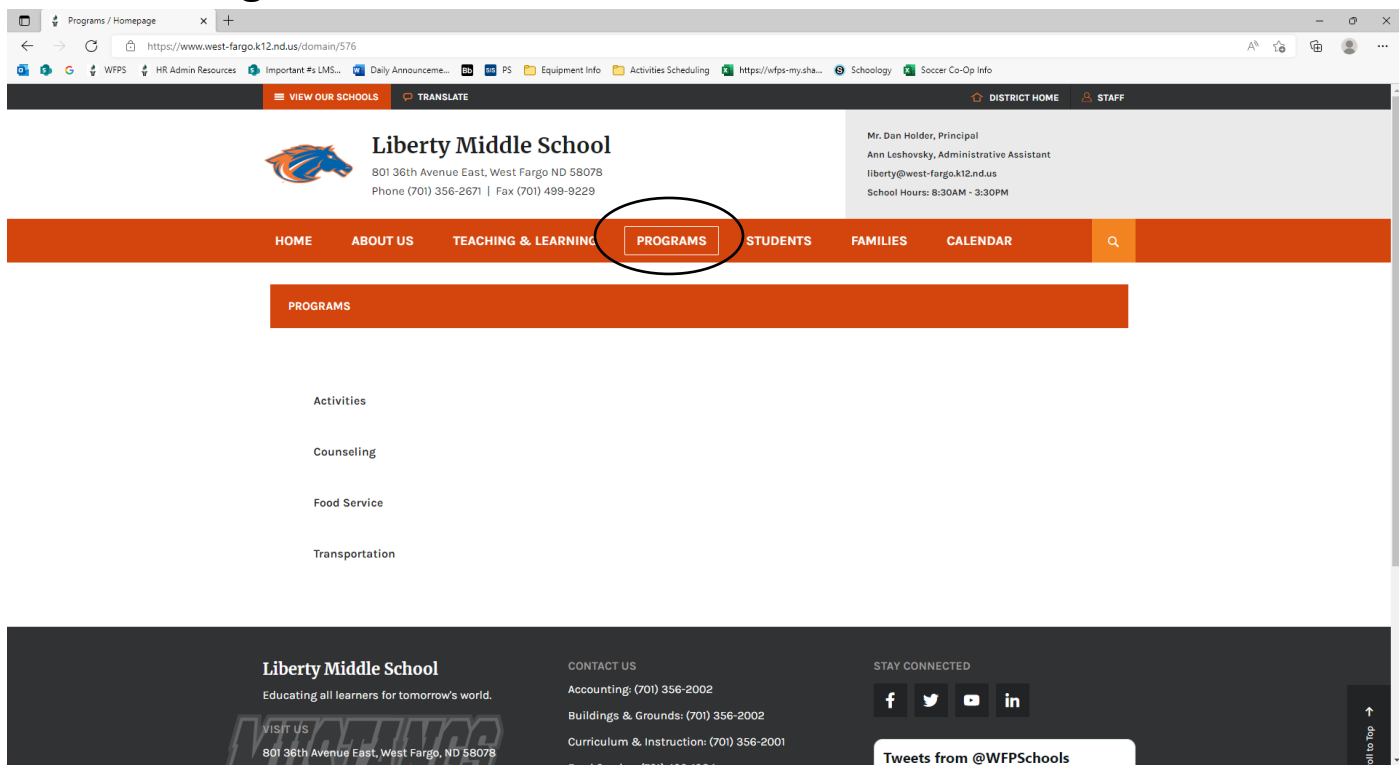 Programs / Homepage
https://www.west-fargo.k12.nd.us/domain/576
WFPS HR Admin Resources Important #s LMS... Daily Announceme... Bb SIS PS Equipment Info Activities Scheduling https://wfps-my.sha... Schoology Soccer Co-Op Info
VIEW OUR SCHOOLS TRANSLATE DISTRICT HOME STAFF
Liberty Middle School
801 36th Avenue East, West Fargo ND 58078
Phone (701) 356-2671 | Fax (701) 499-9229
Mr. Dan Holder, Principal
Ann Leshovsky, Administrative Assistant
liberty@west-fargo.k12.nd.us
School Hours: 8:30AM - 3:30PM
HOME ABOUT US TEACHING & LEARNING PROGRAMS STUDENTS FAMILIES CALENDAR
PROGRAMS
Activities
Counseling
Food Service
Transportation
Liberty Middle School
Educating all learners for tomorrow's world.
MUSTANGS
VISIT US
801 36th Avenue East, West Fargo, ND 58078
CONTACT US
Accounting: (701) 356-2002
Buildings & Grounds: (701) 356-2002
Curriculum & Instruction: (701) 356-2001
STAY CONNECTED
Tweets from @WFPSchools
to Top